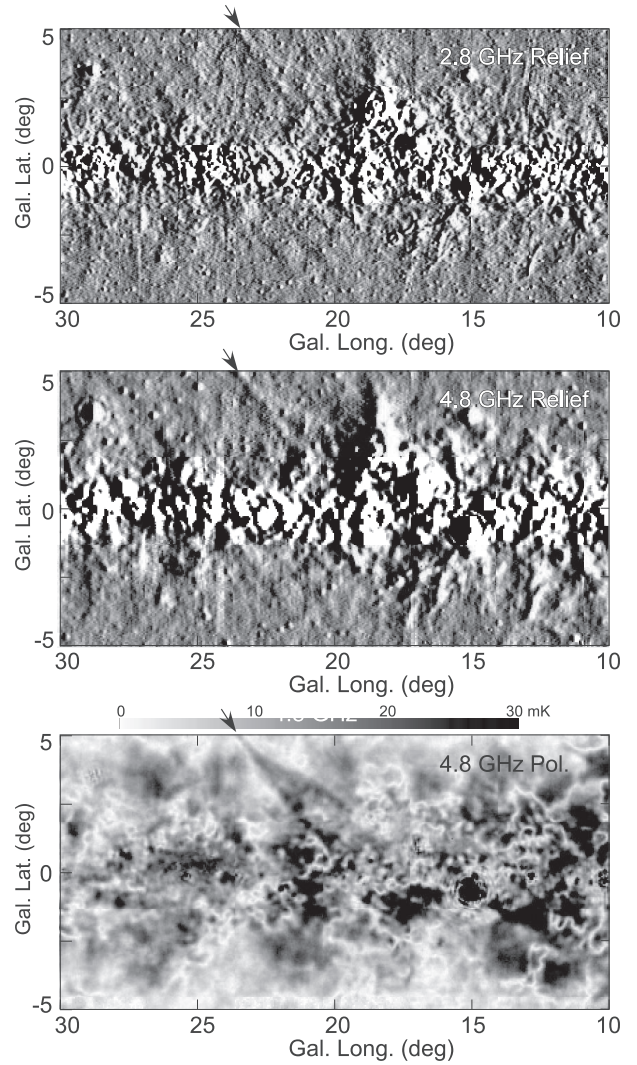 5
2.8 GHz Relief
Gal. Lat. (deg)
0
-5
30 25 20 15 10
Gal. Long. (deg)
5
4.8 GHz Relief
Gal. Lat. (deg)
0
-5
30 25 20 15 10
Gal. Long. (deg)
0 10 20 30 mK
5
4.8 GHz Pol.
Gal. Lat. (deg)
0
-5
30 25 20 15 10
Gal. Long. (deg)